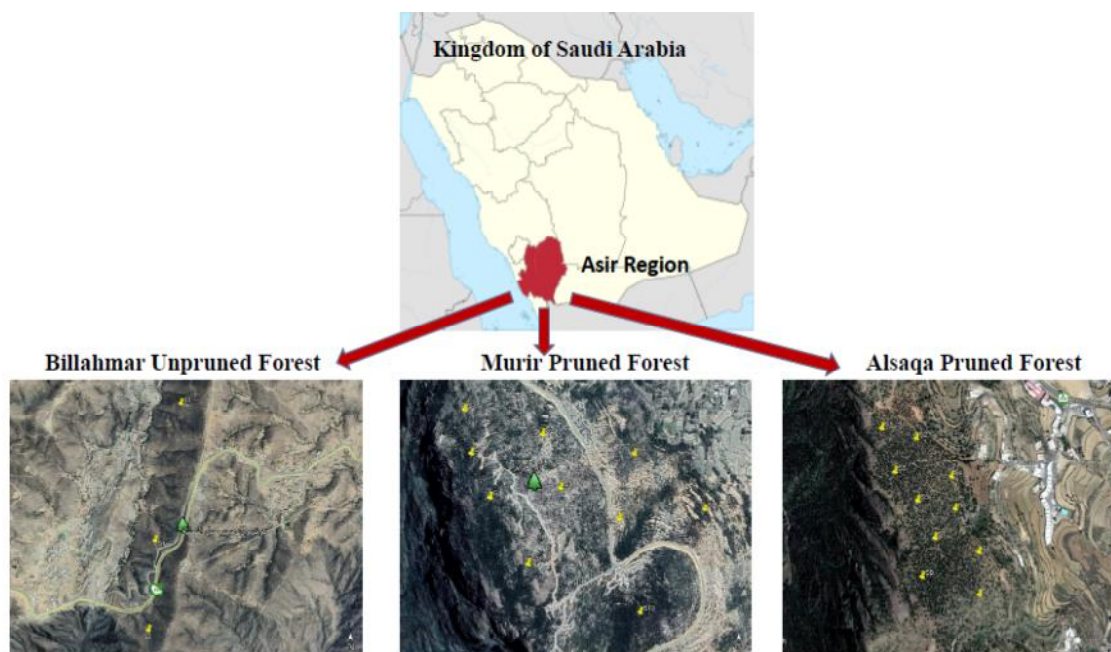 Kingdom of Saudi Arabia
Asir Region
Billahmar Unpruned Forest
Murir Pruned Forest
Alsaqa Pruned Forest